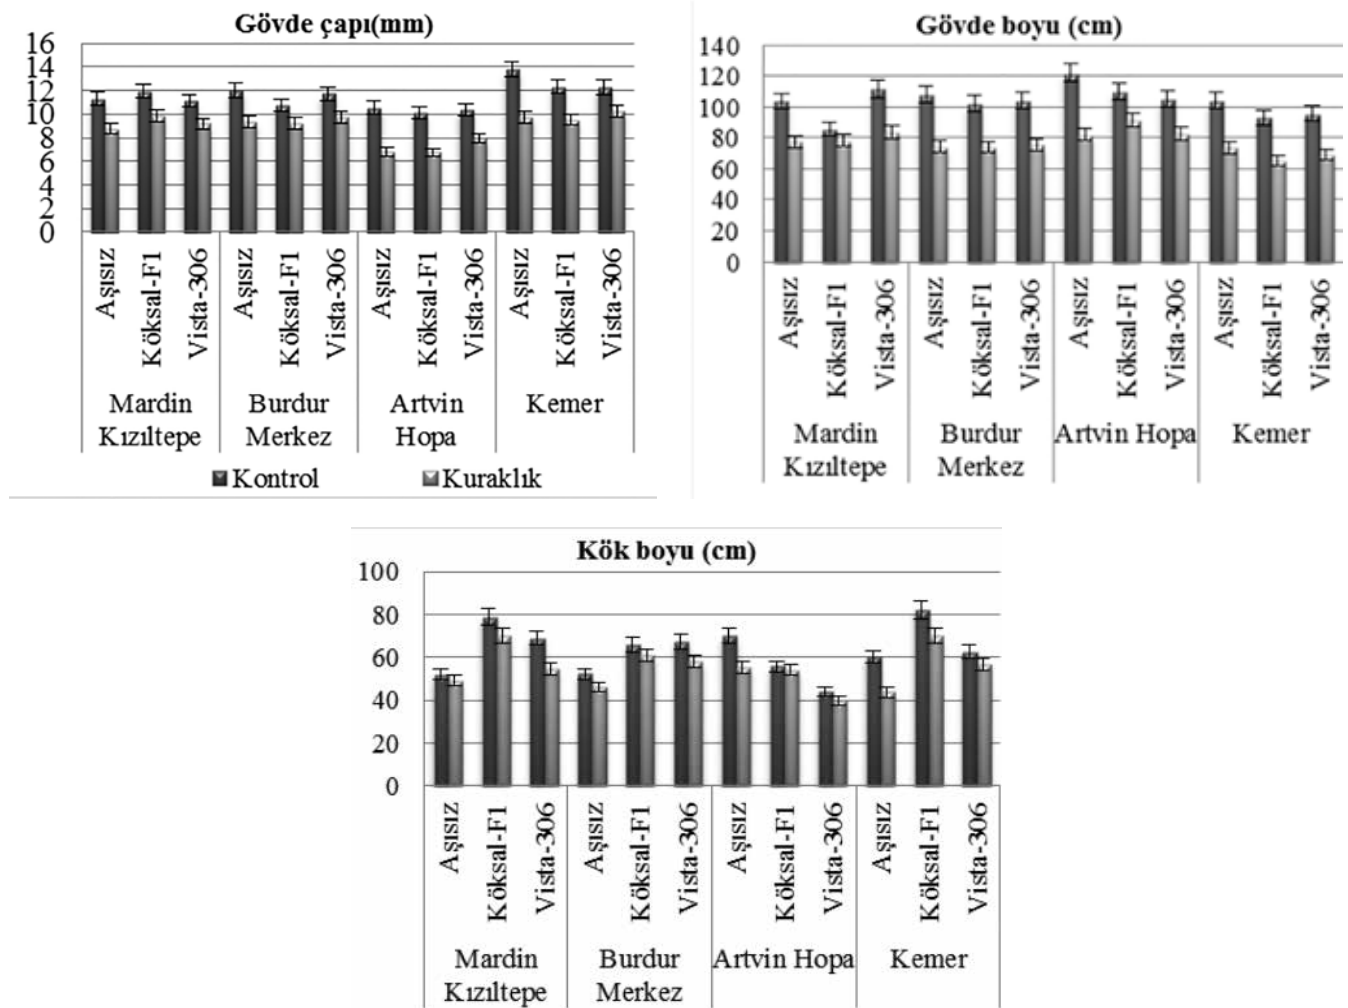 Gövde çapı(mm)
16
14
12
10
8
6
4
2
0
Aşısız
Köksal-F1
Vista-306
Aşısız
Köksal-F1
Vista-306
Aşısız
Köksal-F1
Vista-306
Aşısız
Köksal-F1
Vista-306
Mardin
Kızıltepe
Burdur
Merkez
Artvin
Hopa
Kemer
Kontrol
Kuraklık
Gövde boyu (cm)
140
120
100
80
60
40
20
0
Aşısız
Köksal-F1
Vista-306
Aşısız
Köksal-F1
Vista-306
Aşısız
Köksal-F1
Vista-306
Aşısız
Köksal-F1
Vista-306
Mardin
Kızıltepe
Burdur
Merkez
Artvin Hopa
Kemer
Kök boyu (cm)
100
80
60
40
20
0
Aşısız
Köksal-F1
Vista-306
Aşısız
Köksal-F1
Vista-306
Aşısız
Köksal-F1
Vista-306
Aşısız
Köksal-F1
Vista-306
Mardin
Kızıltepe
Burdur
Merkez
Artvin Hopa
Kemer